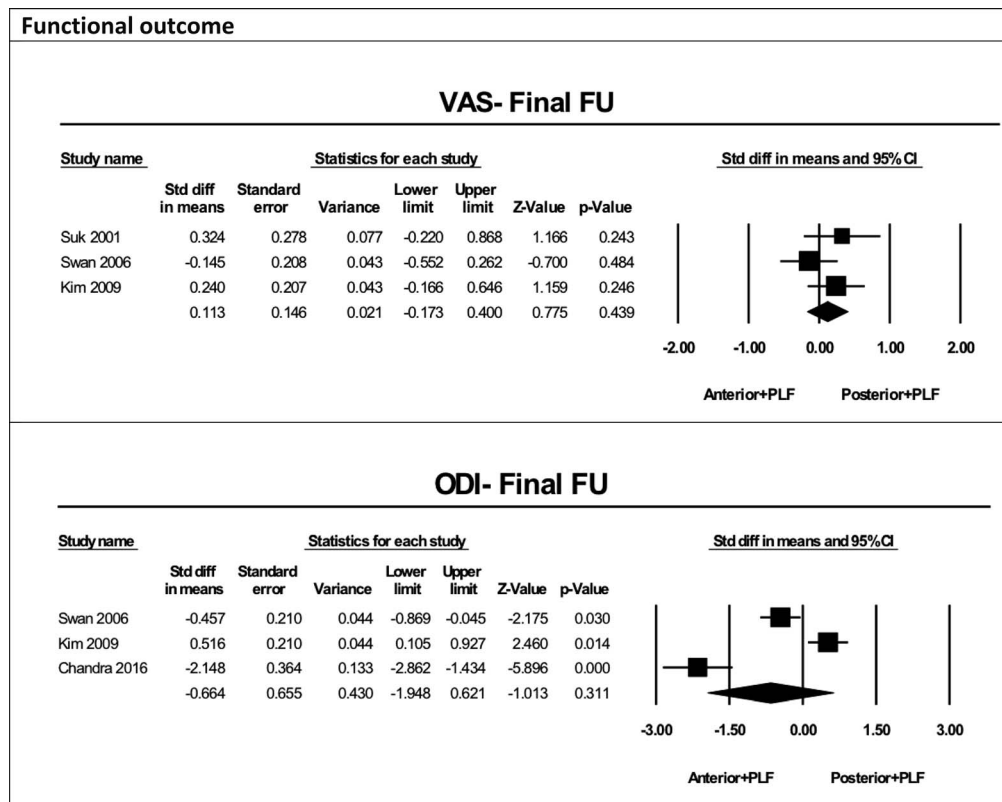 Functional outcome
VAS- Final FU
Study name Statistics for each study Std diff in means and 95% CI
Std diff Standard Lower Upper
in means error Variance limit limit Z-Value p-Value
Suk 2001 0.324 0.278 0.077 -0.220 0.868 1.166 0.243
Swan 2006 -0.145 0.208 0.043 -0.552 0.262 -0.700 0.484
Kim 2009 0.240 0.207 0.043 -0.166 0.646 1.159 0.246
0.113 0.146 0.021 -0.173 0.400 0.775 0.439
-2.00 -1.00 0.00 1.00 2.00
Anterior+PLF Posterior+PLF
ODI- Final FU
Study name Statistics for each study Std diff in means and 95%CI
Std diff Standard Lower Upper
in means error Variance limit limit Z-Value p-Value
Swan 2006 -0.457 0.210 0.044 -0.869 -0.045 -2.175 0.030
Kim 2009 0.516 0.210 0.044 0.105 0.927 2.460 0.014
Chandra 2016 -2.148 0.364 0.133 -2.862 -1.434 -5.896 0.000
-0.664 0.655 0.430 -1.948 0.621 -1.013 0.311
-3.00 -1.50 0.00 1.50 3.00
Anterior+PLF Posterior+PLF